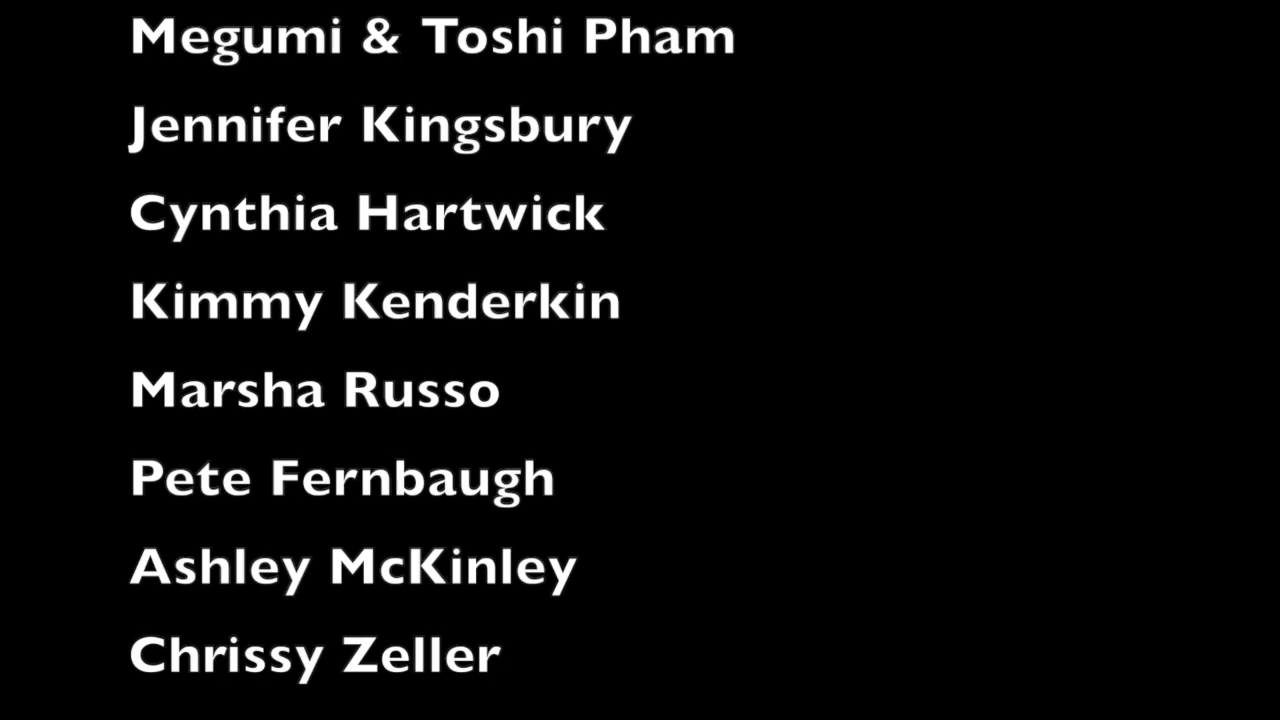 Megumi & Toshi Pham
Jennifer Kingsbury
Cynthia Hartwick
Kimmy Kenderkin
Marsha Russo
Pete Fernbaugh
Ashley McKinley
Chrissy Zeller